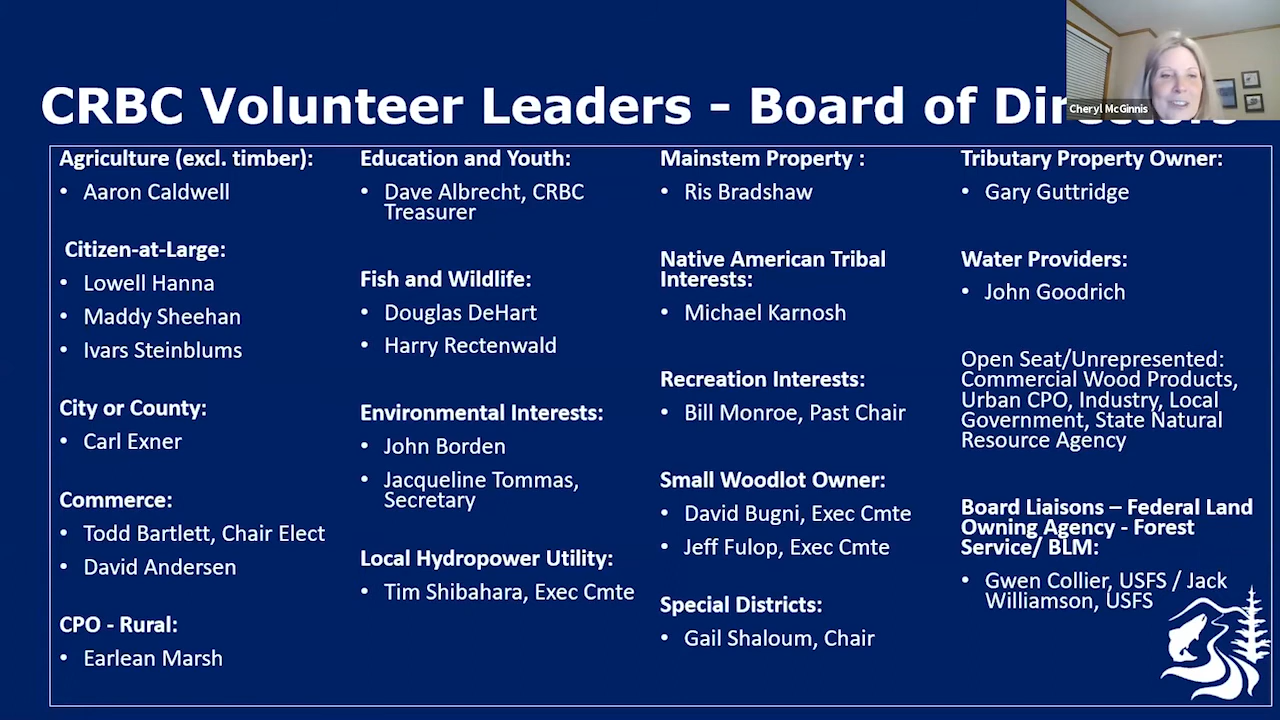 CRBC Volunteer Leaders - Board of Directors
Cheryl McGinnis
Agriculture (excl. timber):
• Aaron Caldwell
Citizen-at-Large:
• Lowell Hanna
• Maddy Sheehan
• Ivars Steinblums
City or County:
• Carl Exner
Commerce:
• Todd Bartlett, Chair Elect
• David Andersen
CPO - Rural:
• Earlean Marsh
Education and Youth:
• Dave Albrecht, CRBC
Treasurer
Fish and Wildlife:
• Douglas DeHart
• Harry Rectenwald
Environmental Interests:
• John Borden
• Jacqueline Tommas,
Secretary
Local Hydropower Utility:
• Tim Shibahara, Exec Cmte
Mainstem Property :
• Ris Bradshaw
Native American Tribal
Interests:
• Michael Karnosh
Recreation Interests:
• Bill Monroe, Past Chair
Small Woodlot Owner:
• David Bugni, Exec Cmte
• Jeff Fulop, Exec Cmte
Special Districts:
• Gail Shaloum, Chair
Tributary Property Owner:
• Gary Guttridge
Water Providers:
• John Goodrich
Open Seat/Unrepresented:
Commercial Wood Products,
Urban CPO, Industry, Local
Government, State Natural
Resource Agency
Board Liaisons – Federal Land
Owning Agency - Forest
Service/ BLM:
• Gwen Collier, USFS / Jack
Williamson, USFS